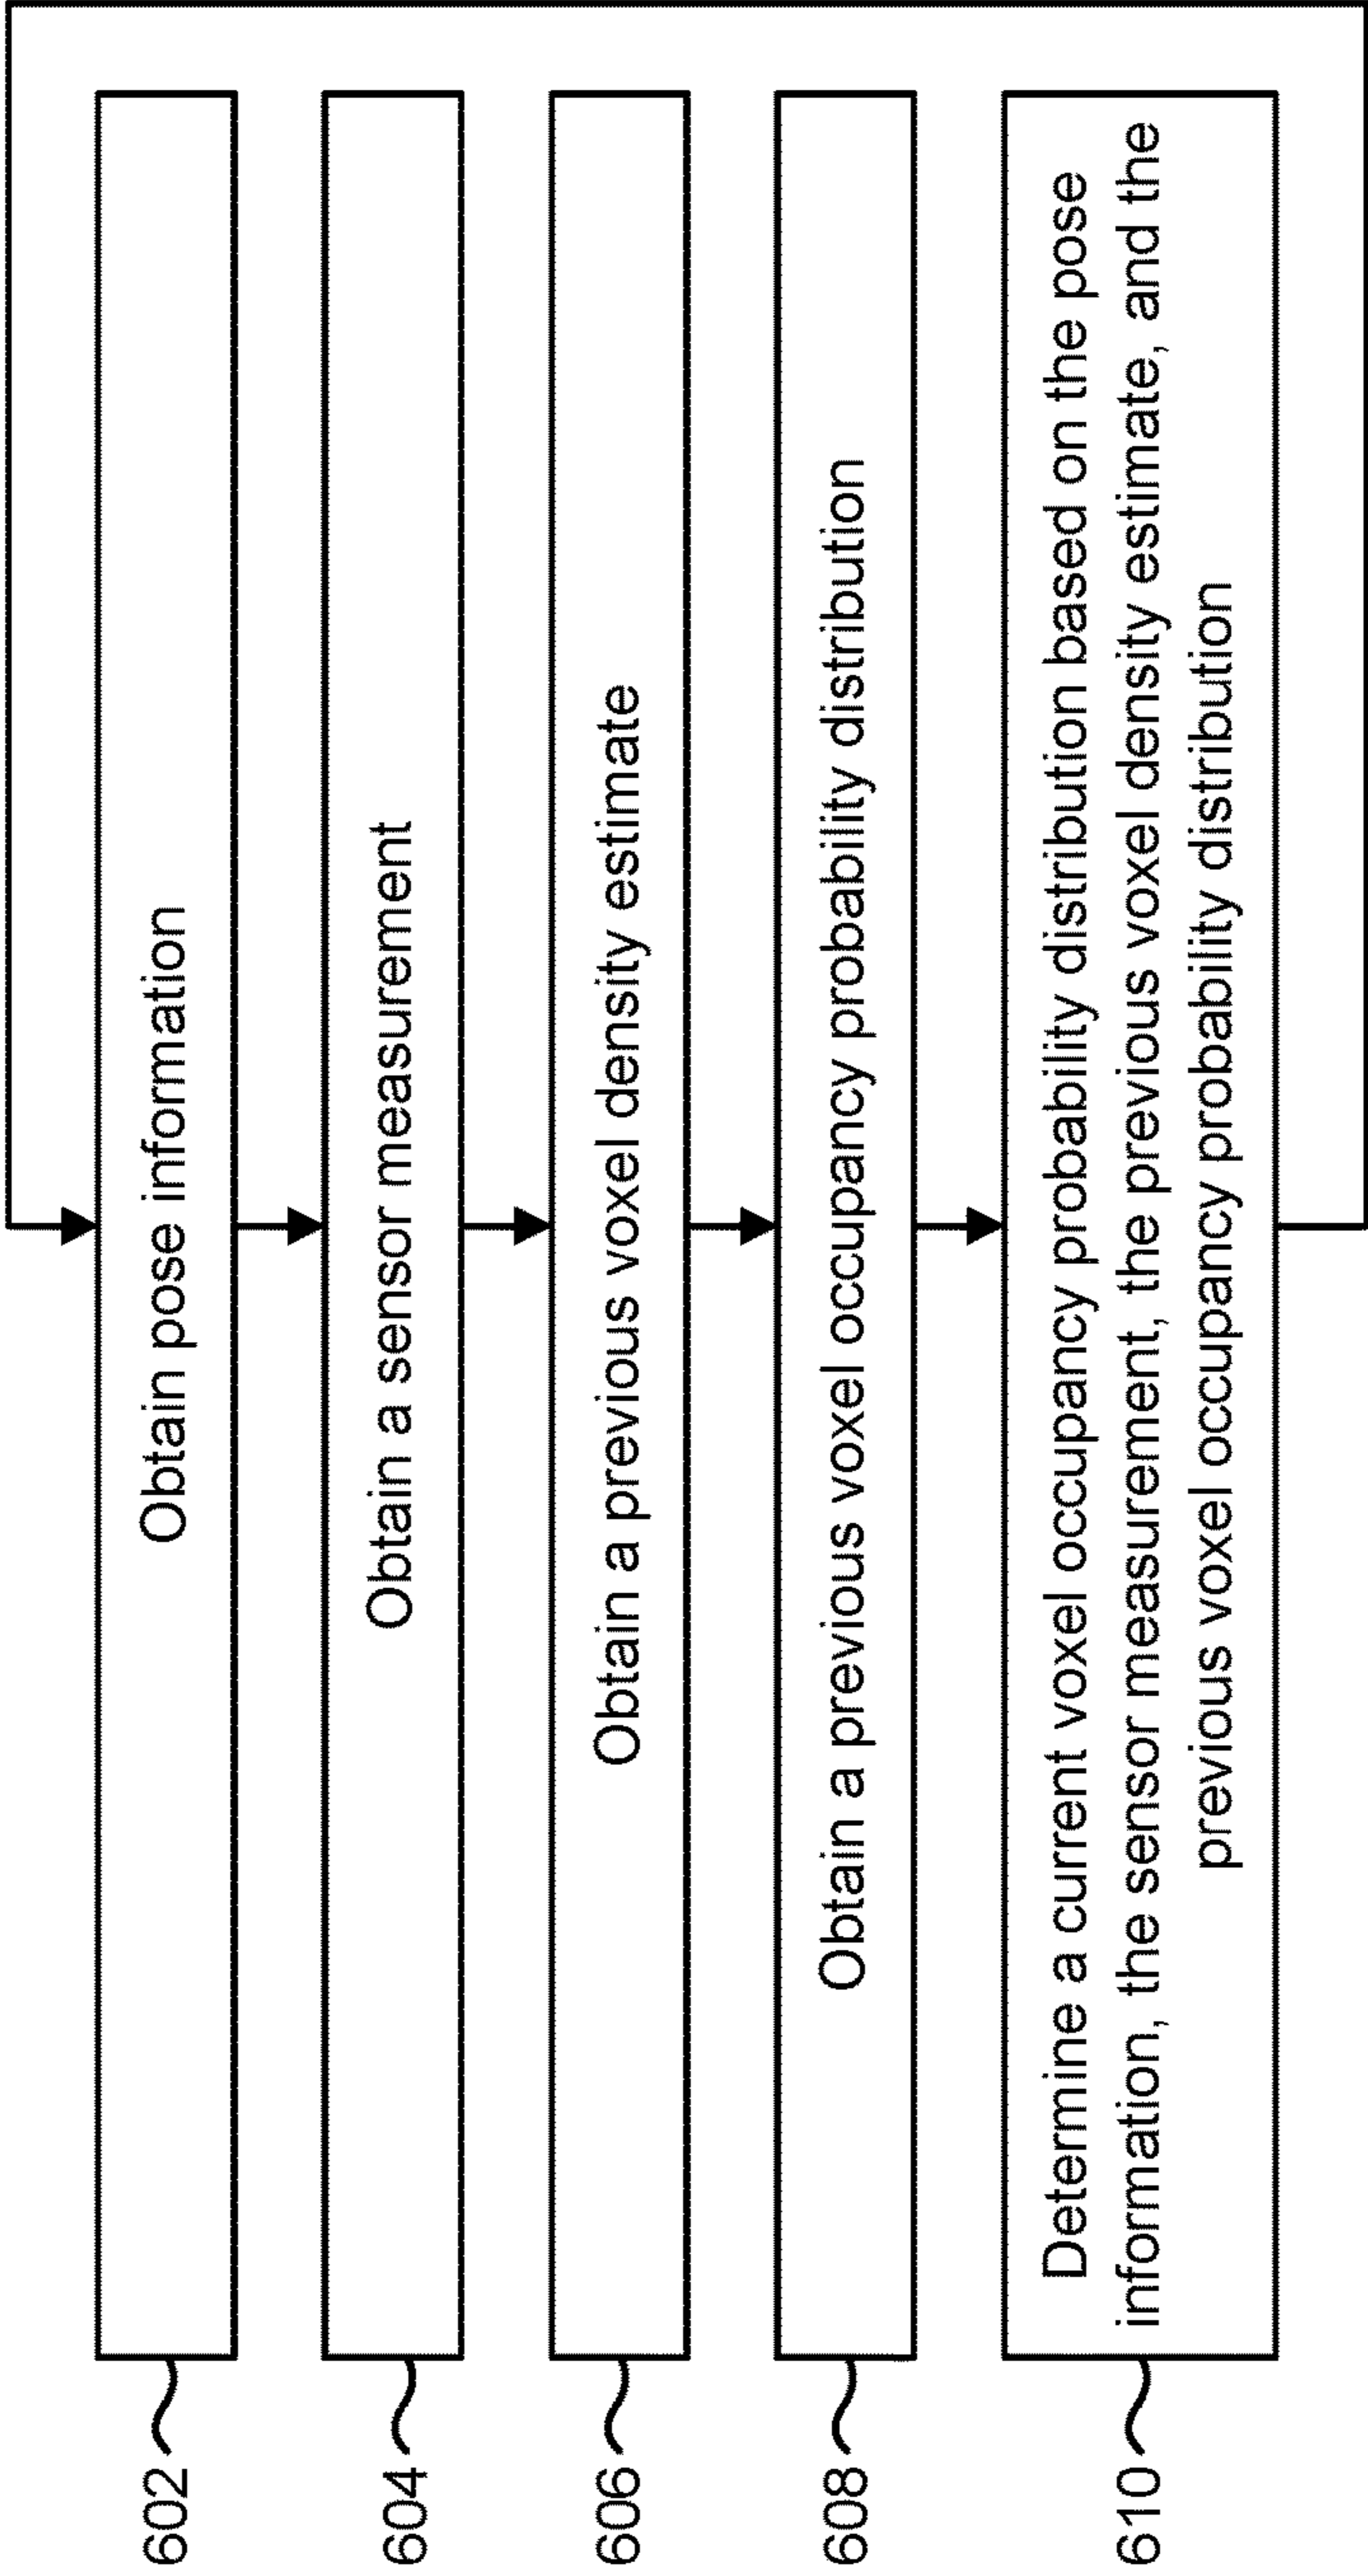 602
Obtain pose information
604
Obtain a sensor measurement
606
Obtain a previous voxel density estimate
608
Obtain a previous voxel occupancy probability distribution
610
Determine a current voxel occupancy probability distribution based on the pose
information, the sensor measurement, the previous voxel density estimate, and the
previous voxel occupancy probability distribution